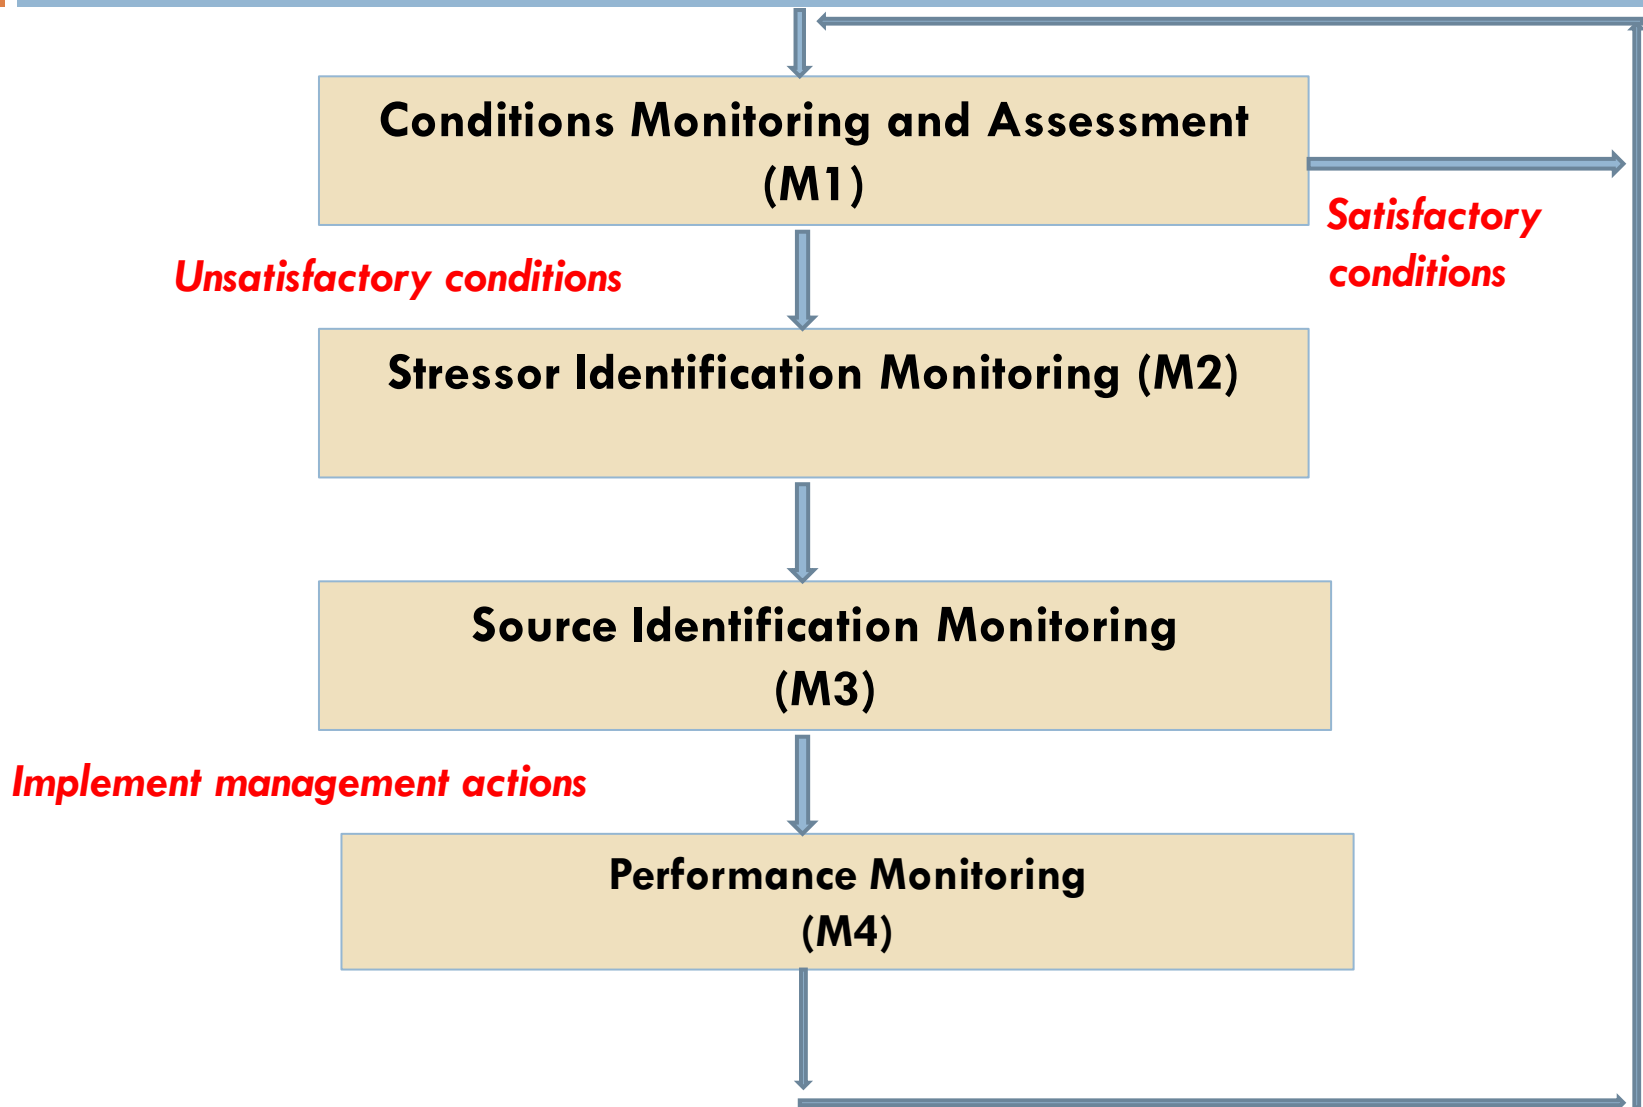 Conditions Monitoring and Assessment
(M1)
Satisfactory
conditions
Unsatisfactory conditions
Stressor Identification Monitoring (M2)
Source Identification Monitoring
(M3)
Implement management actions
Performance Monitoring
(M4)